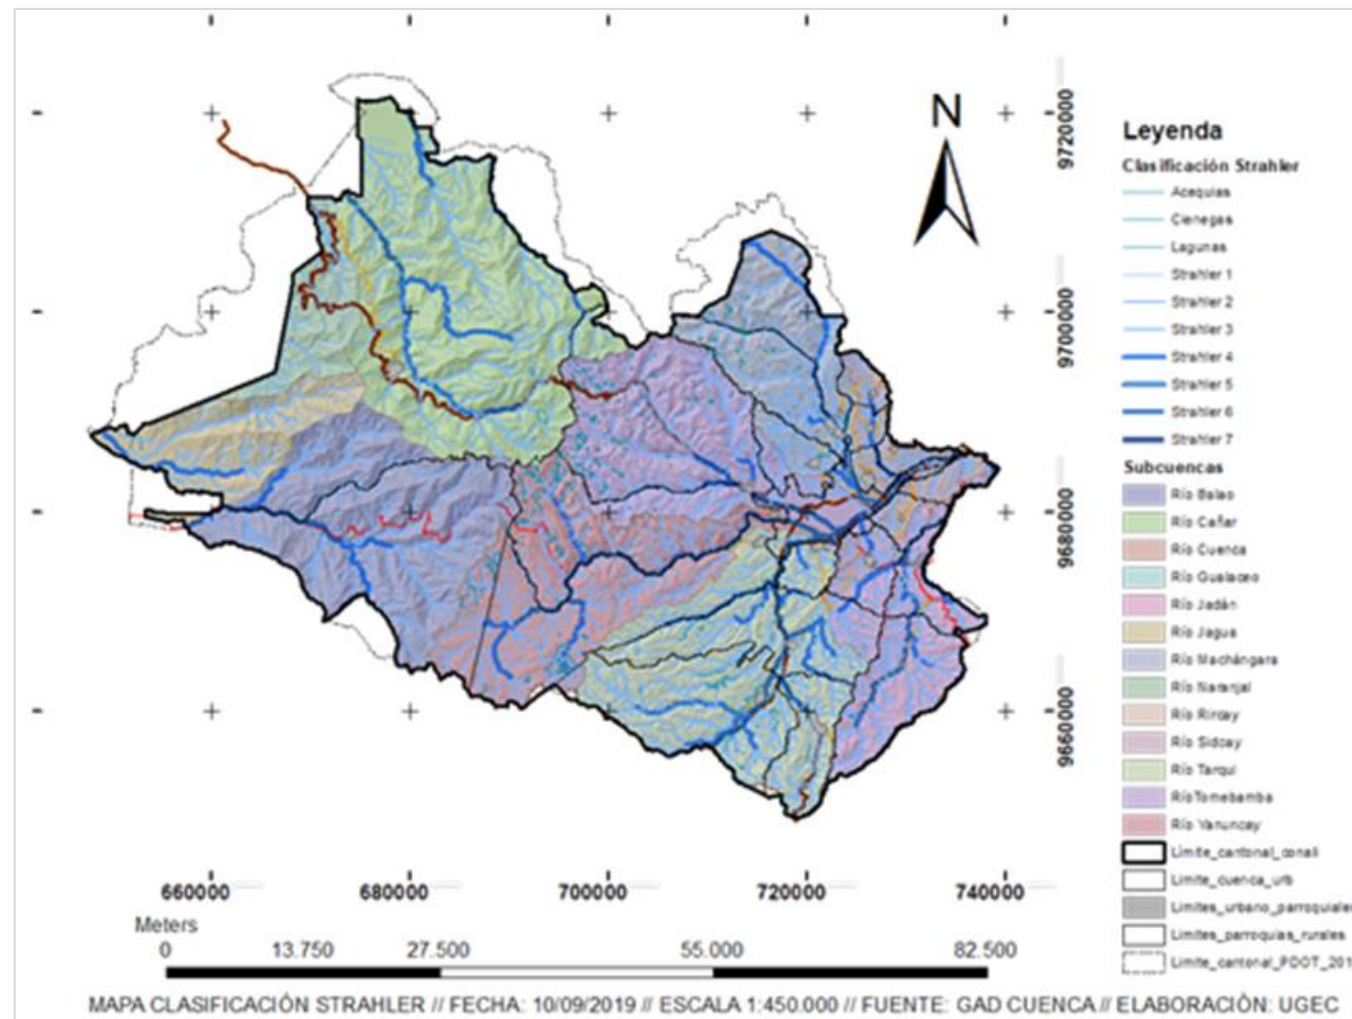 N
9720000
9700000
9680000
9660000
660000
680000
700000
720000
740000
Meters
0
13.750
27.500
55.000
82.500
Leyenda
Clasificación Strahler
Acequias
Cienegas
Lagunas
Strahler 1
Strahler 2
Strahler 3
Strahler 4
Strahler 5
Strahler 6
Strahler 7
Subcuencas
Río Balao
Río Cañar
Río Cuenca
Río Gualaceo
Río Jadán
Río Jagua
Río Machángara
Río Naranjal
Río Rircay
Río Sidcay
Río Tarqui
RíoTomebamba
Río Yanuncay
Limite_cantonal_conali
Limite_cuenca_urb
Limites_urbano_parroquiales
Limites_parroquias_rurales
Limite_cantonal_PDOT_201
MAPA CLASIFICACIÓN STRAHLER // FECHA: 10/09/2019 // ESCALA 1:450.000 // FUENTE: GAD CUENCA // ELABORACIÓN: UGEC